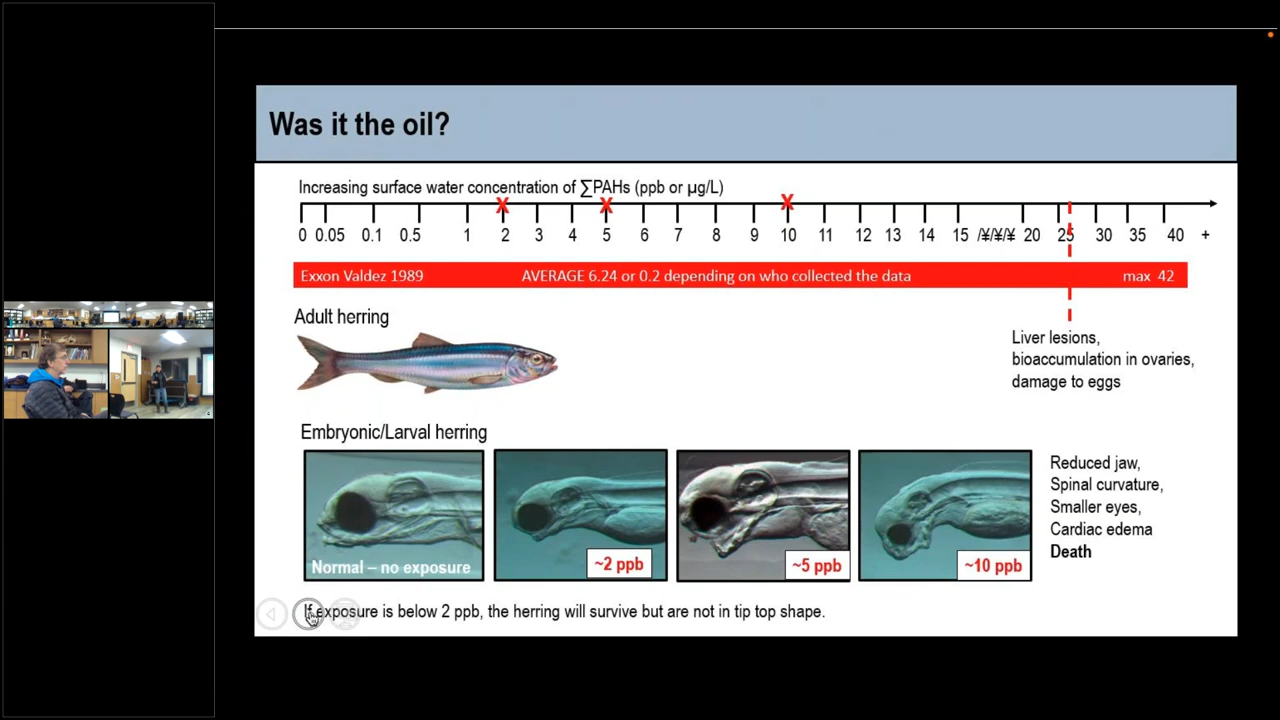 Was it the oil?
Increasing surface water concentration of ∑PAHs (ppb or µg/L)
X X X
0 0.05 0.1 0.5 1 2 3 4 5 6 7 8 9 10 11 12 13 14 15 /¥/¥/¥ 20 25 30 35 40 +
Exxon Valdez 1989 AVERAGE 6.24 or 0.2 depending on who collected the data max 42
Adult herring
Liver lesions,
bioaccumulation in ovaries,
damage to eggs
Embryonic/Larval herring
Normal – no exposure
~2 ppb
~5 ppb
~10 ppb
Reduced jaw,
Spinal curvature,
Smaller eyes,
Cardiac edema
Death
If exposure is below 2 ppb, the herring will survive but are not in tip top shape.